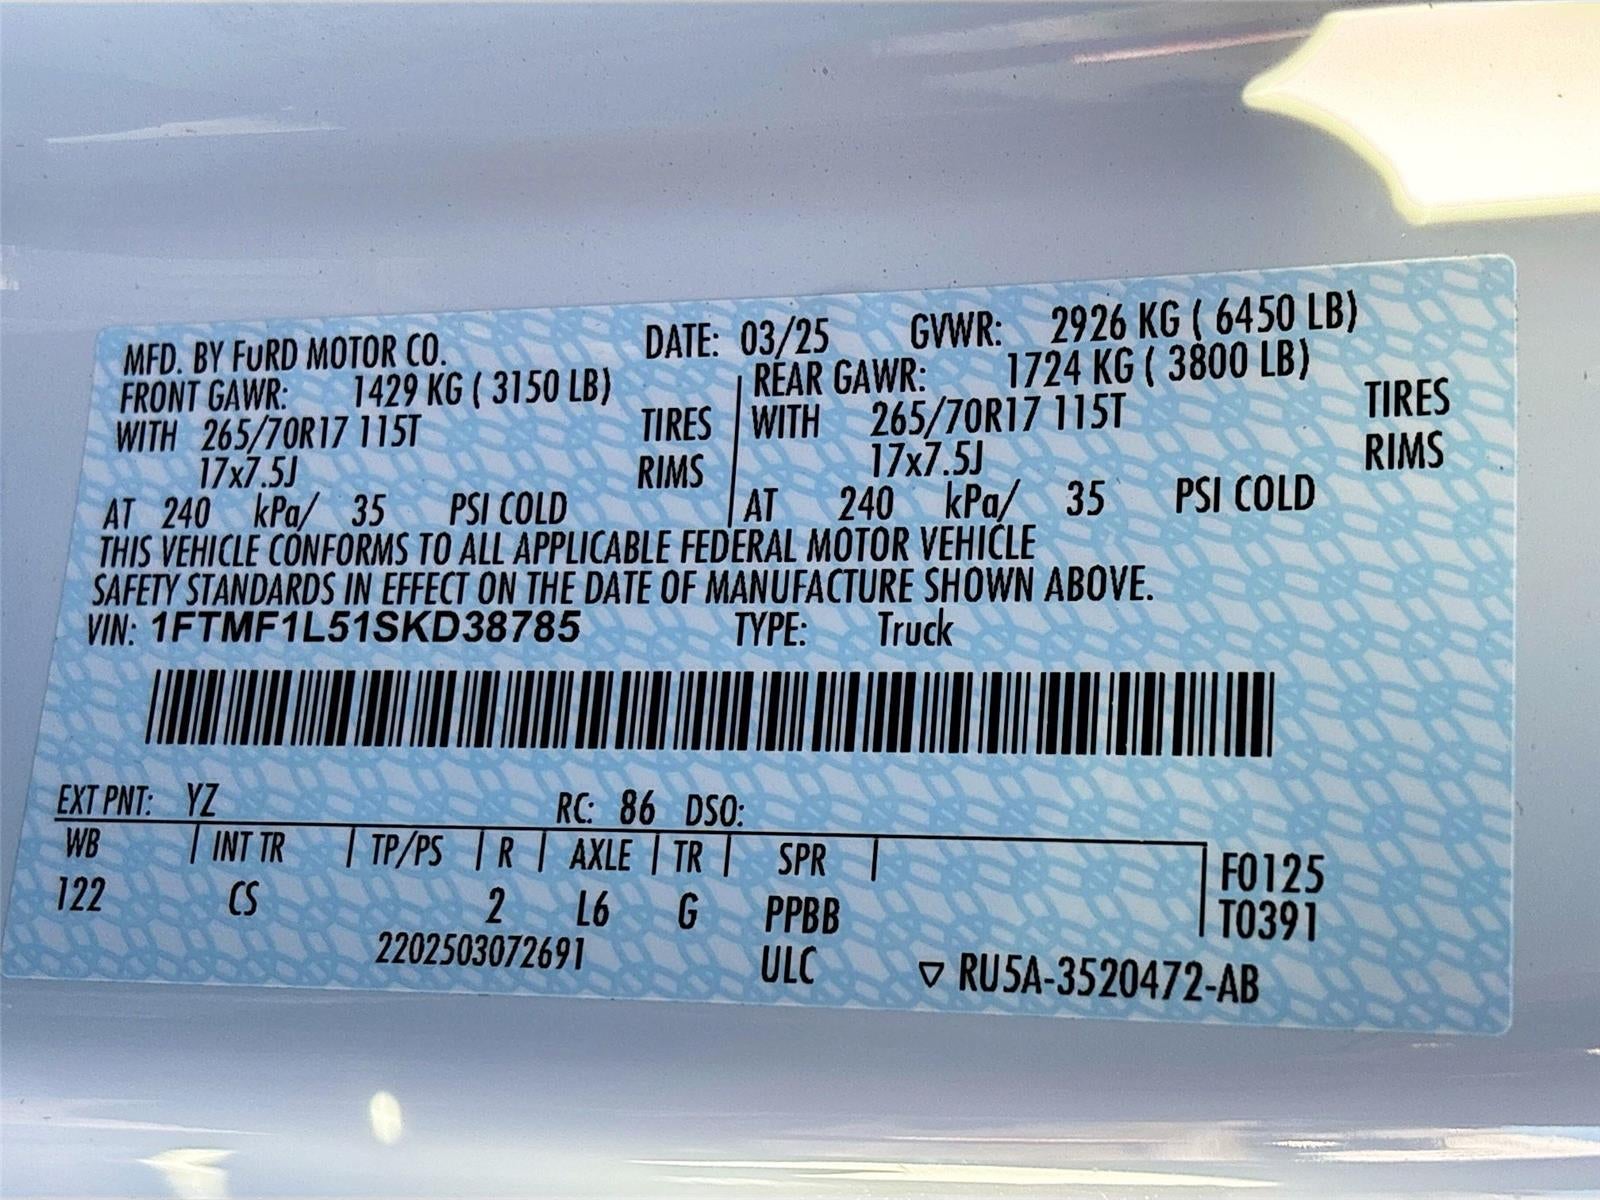 MFD. BY FuRD MOTOR CO. DATE: 03/25 GVWR: 2926 KG ( 6450 LB)
FRONT GAWR: 1429 KG ( 3150 LB) REAR GAWR: 1724 KG ( 3800 LB)
WITH 265/70R17 115T TIRES WITH 265/70R17 115T TIRES
17x7.5J RIMS 17x7.5J RIMS
AT 240 kPa/ 35 PSI COLD AT 240 kPa/ 35 PSI COLD
THIS VEHICLE CONFORMS TO ALL APPLICABLE FEDERAL MOTOR VEHICLE
SAFETY STANDARDS IN EFFECT ON THE DATE OF MANUFACTURE SHOWN ABOVE.
VIN: 1FTMF1L51SKD38785 TYPE: Truck
EXT PNT: YZ RC: 86 DSO:
WB | INT TR | TP/PS | R | AXLE | TR | SPR | F0125
122 CS 2 L6 G PPBB T0391
2202503072691 ULC ▽ RU5A-3520472-AB